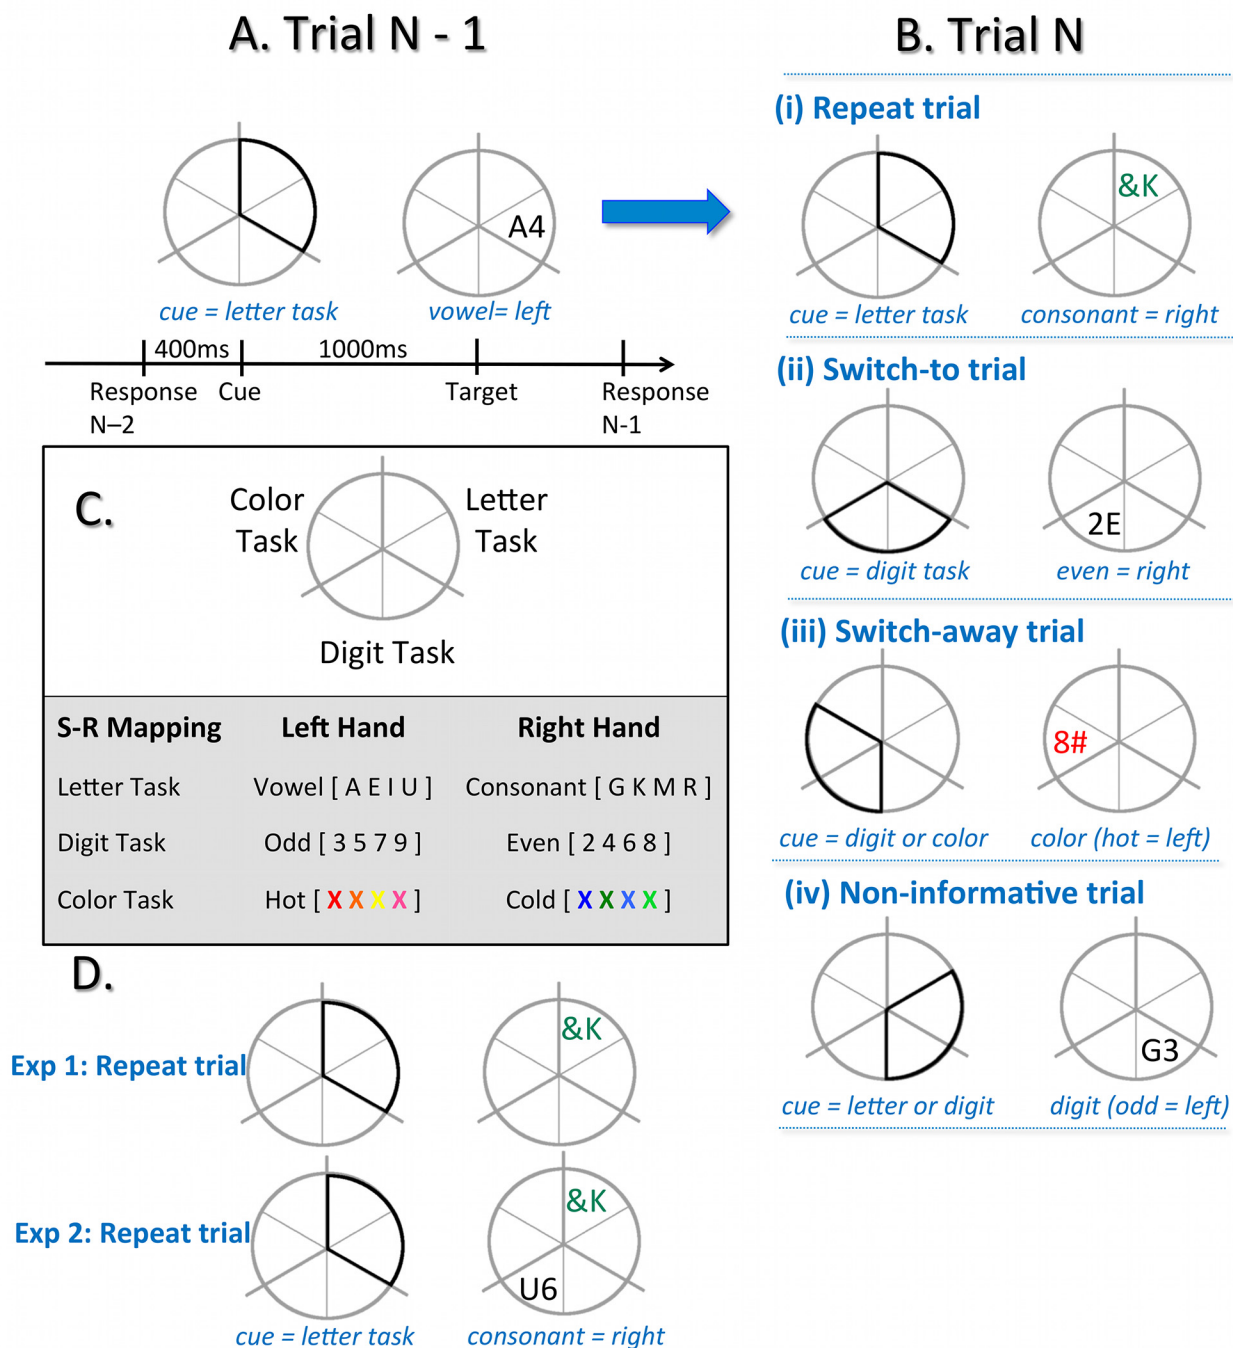 A. Trial N - 1
A4
cue = letter task
vowel= left
400ms
1000ms
Response
N–2
Cue
Target
Response
N-1
B. Trial N
(i) Repeat trial
&K
cue = letter task
consonant = right
(ii) Switch-to trial
2E
cue = digit task
even = right
(iii) Switch-away trial
8#
cue = digit or color
color (hot = left)
(iv) Non-informative trial
G3
cue = letter or digit
digit (odd = left)
C.
Color
Task
Letter
Task
Digit Task
S-R Mapping Left Hand Right Hand
Letter Task Vowel [ A E I U ] Consonant [ G K M R ]
Digit Task Odd [ 3 5 7 9 ] Even [ 2 4 6 8 ]
Color Task Hot [ X X X X ] Cold [ X X X X ]
D.
Exp 1: Repeat trial
&K
Exp 2: Repeat trial
&K
U6
cue = letter task
consonant = right